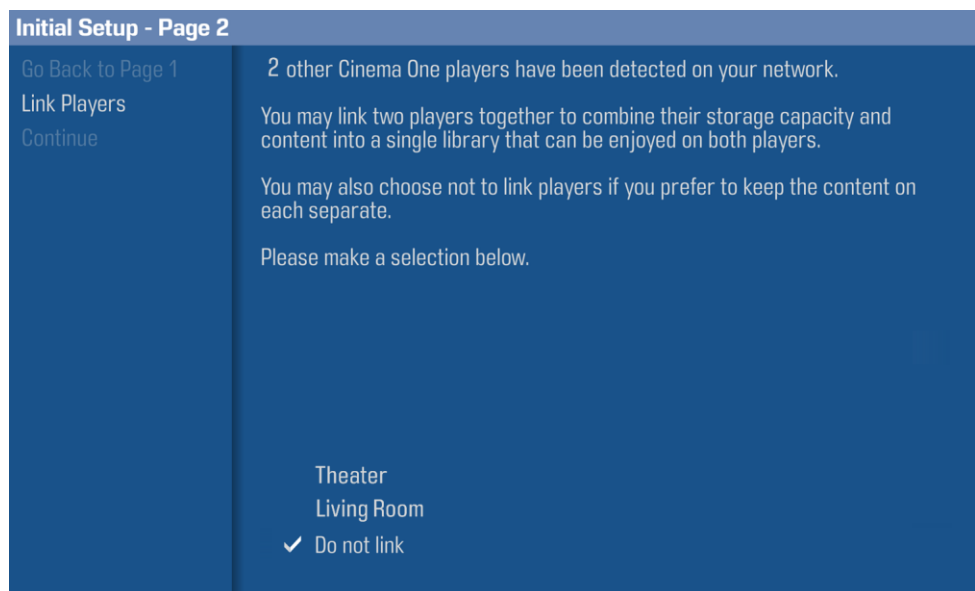 Initial Setup - Page 2
Go Back to Page 1
Link Players
Continue
2 other Cinema One players have been detected on your network.
You may link two players together to combine their storage capacity and
content into a single library that can be enjoyed on both players.
You may also choose not to link players if you prefer to keep the content on
each separate.
Please make a selection below.
Theater
Living Room
Do not link